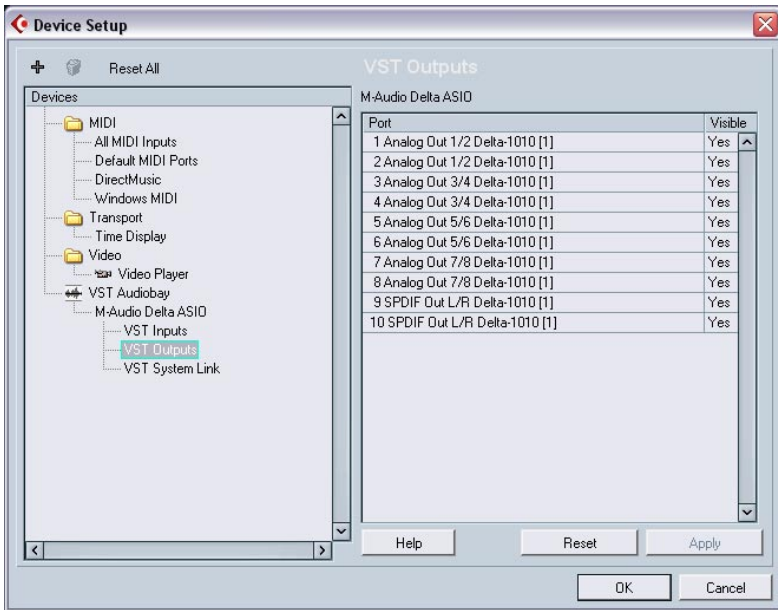 Device Setup
Reset All
VST Outputs
Devices
MIDI
All MIDI Inputs
Default MIDI Ports
DirectMusic
Windows MIDI
Transport
Time Display
Video
Video Player
VST Audiobay
M-Audio Delta ASIO
VST Inputs
VST Outputs
VST System Link
M-Audio Delta ASIO
Port Visible
1 Analog Out 1/2 Delta-1010 [1] Yes
2 Analog Out 1/2 Delta-1010 [1] Yes
3 Analog Out 3/4 Delta-1010 [1] Yes
4 Analog Out 3/4 Delta-1010 [1] Yes
5 Analog Out 5/6 Delta-1010 [1] Yes
6 Analog Out 5/6 Delta-1010 [1] Yes
7 Analog Out 7/8 Delta-1010 [1] Yes
8 Analog Out 7/8 Delta-1010 [1] Yes
9 SPDIF Out L/R Delta-1010 [1] Yes
10 SPDIF Out L/R Delta-1010 [1] Yes
Help Reset Apply
OK Cancel